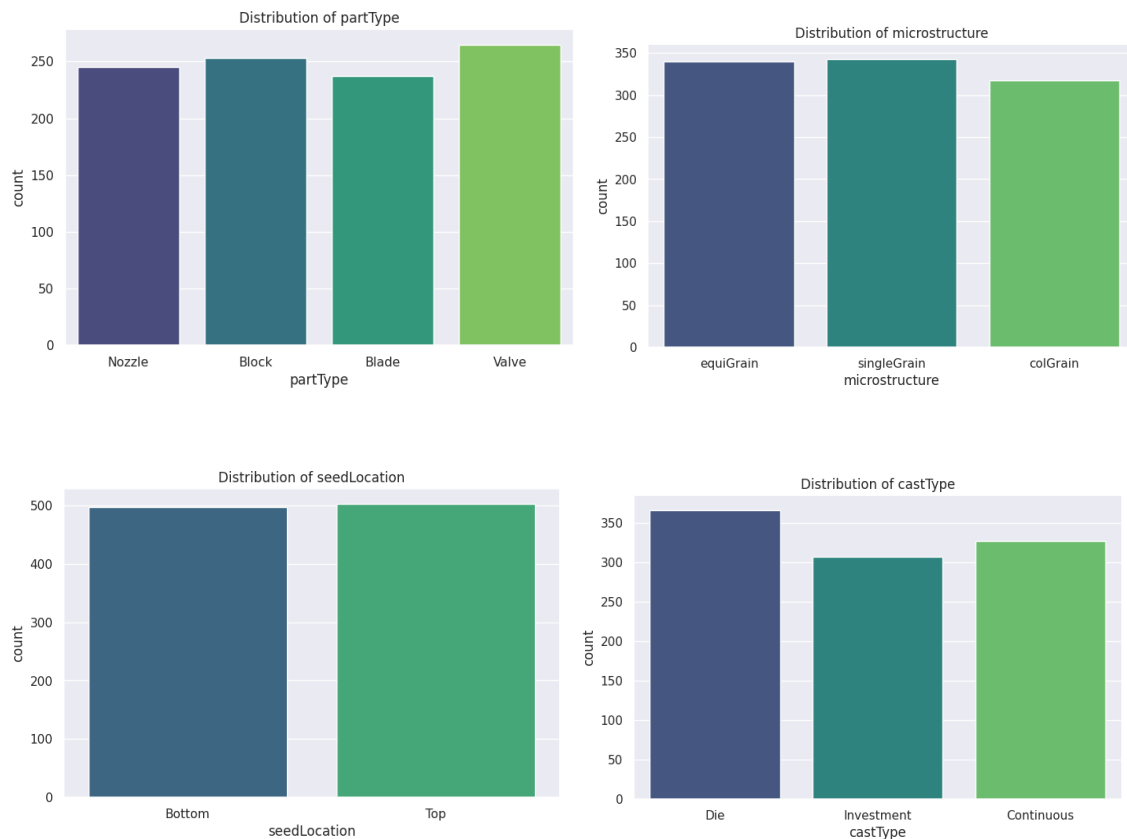 Distribution of partType
count
250
200
150
100
50
0
Nozzle Block Blade Valve
partType
Distribution of microstructure
count
350
300
250
200
150
100
50
0
equiGrain singleGrain colGrain
microstructure
Distribution of seedLocation
count
500
400
300
200
100
0
Bottom Top
seedLocation
Distribution of castType
count
350
300
250
200
150
100
50
0
Die Investment Continuous
castType